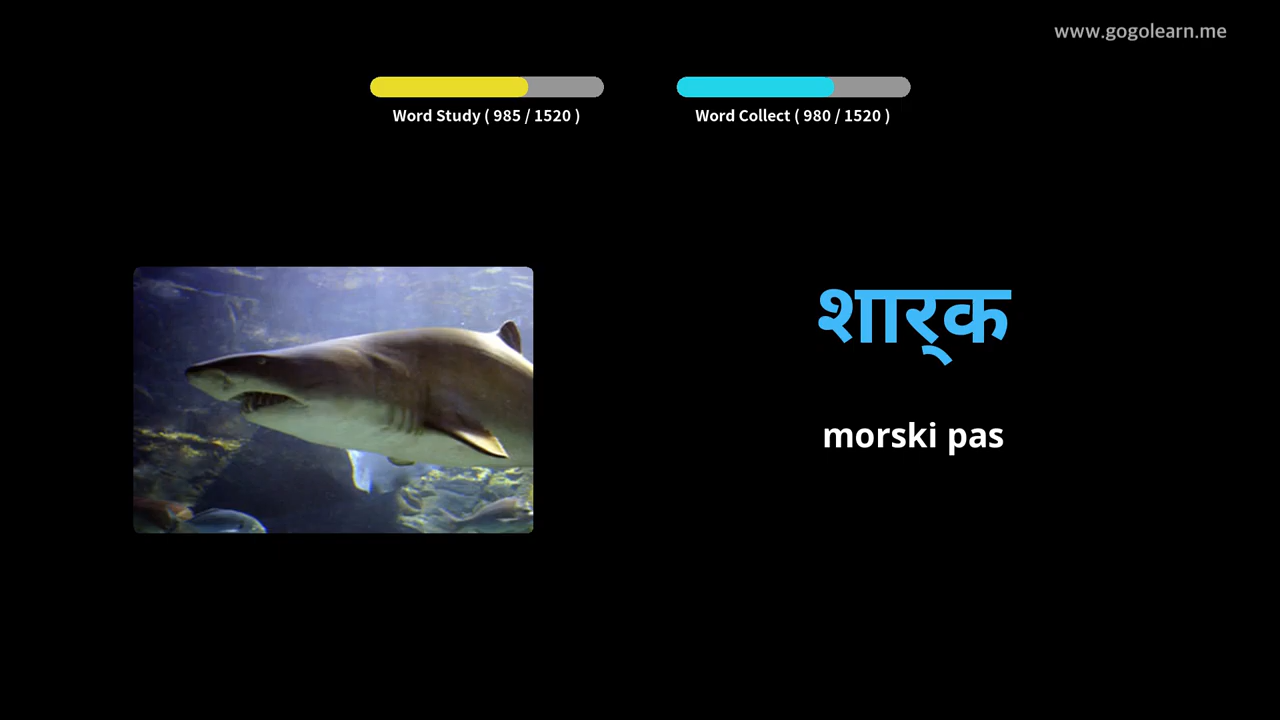 www.gogolearn.me
Word Study ( 985 / 1520 )
Word Collect ( 980 / 1520 )
शार्‌क
morski pas